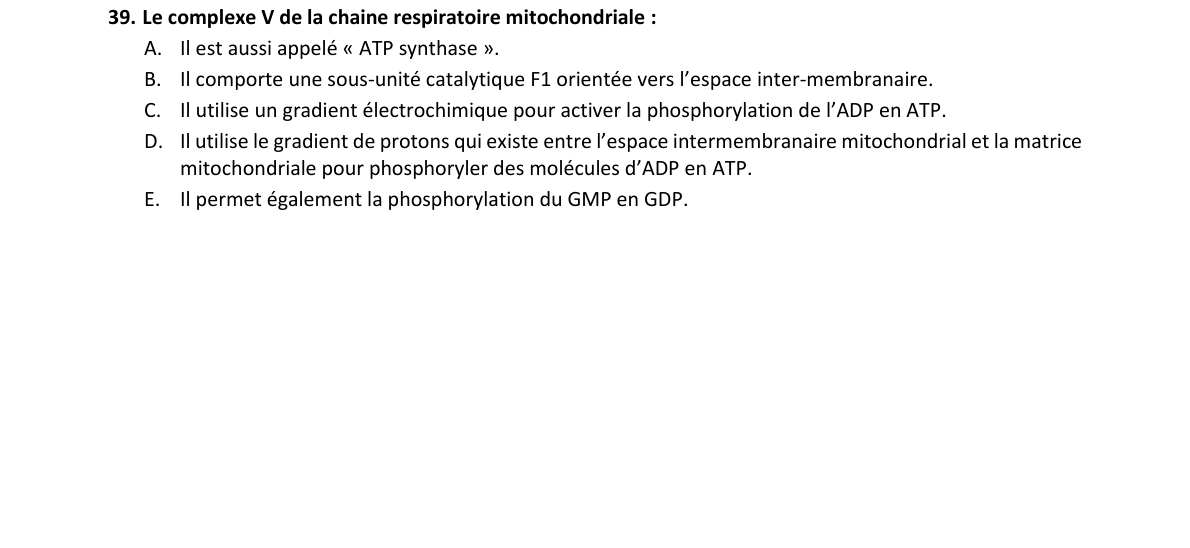 39. Le complexe V de la chaine respiratoire mitochondriale :
A. Il est aussi appelé « ATP synthase ».
B. Il comporte une sous-unité catalytique F1 orientée vers l’espace inter-membranaire.
C. Il utilise un gradient électrochimique pour activer la phosphorylation de l’ADP en ATP.
D. Il utilise le gradient de protons qui existe entre l’espace intermembranaire mitochondrial et la matrice
mitochondriale pour phosphoryler des molécules d’ADP en ATP.
E. Il permet également la phosphorylation du GMP en GDP.